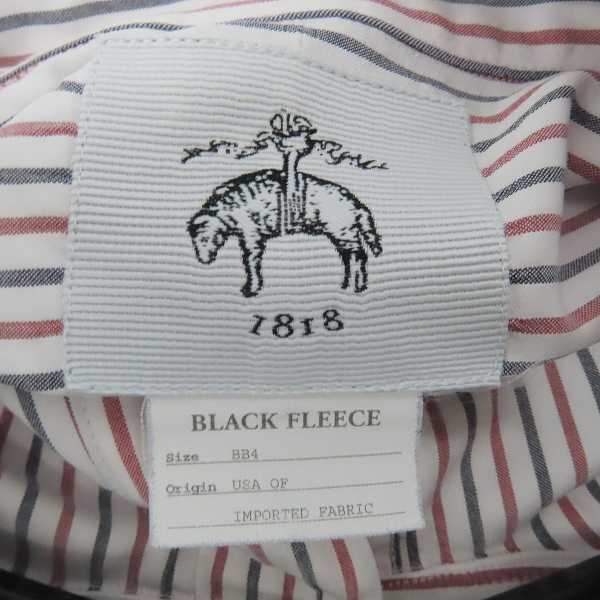 1818
BLACK FLEECE
Size BB4
Origin USA OF
IMPORTED FABRIC